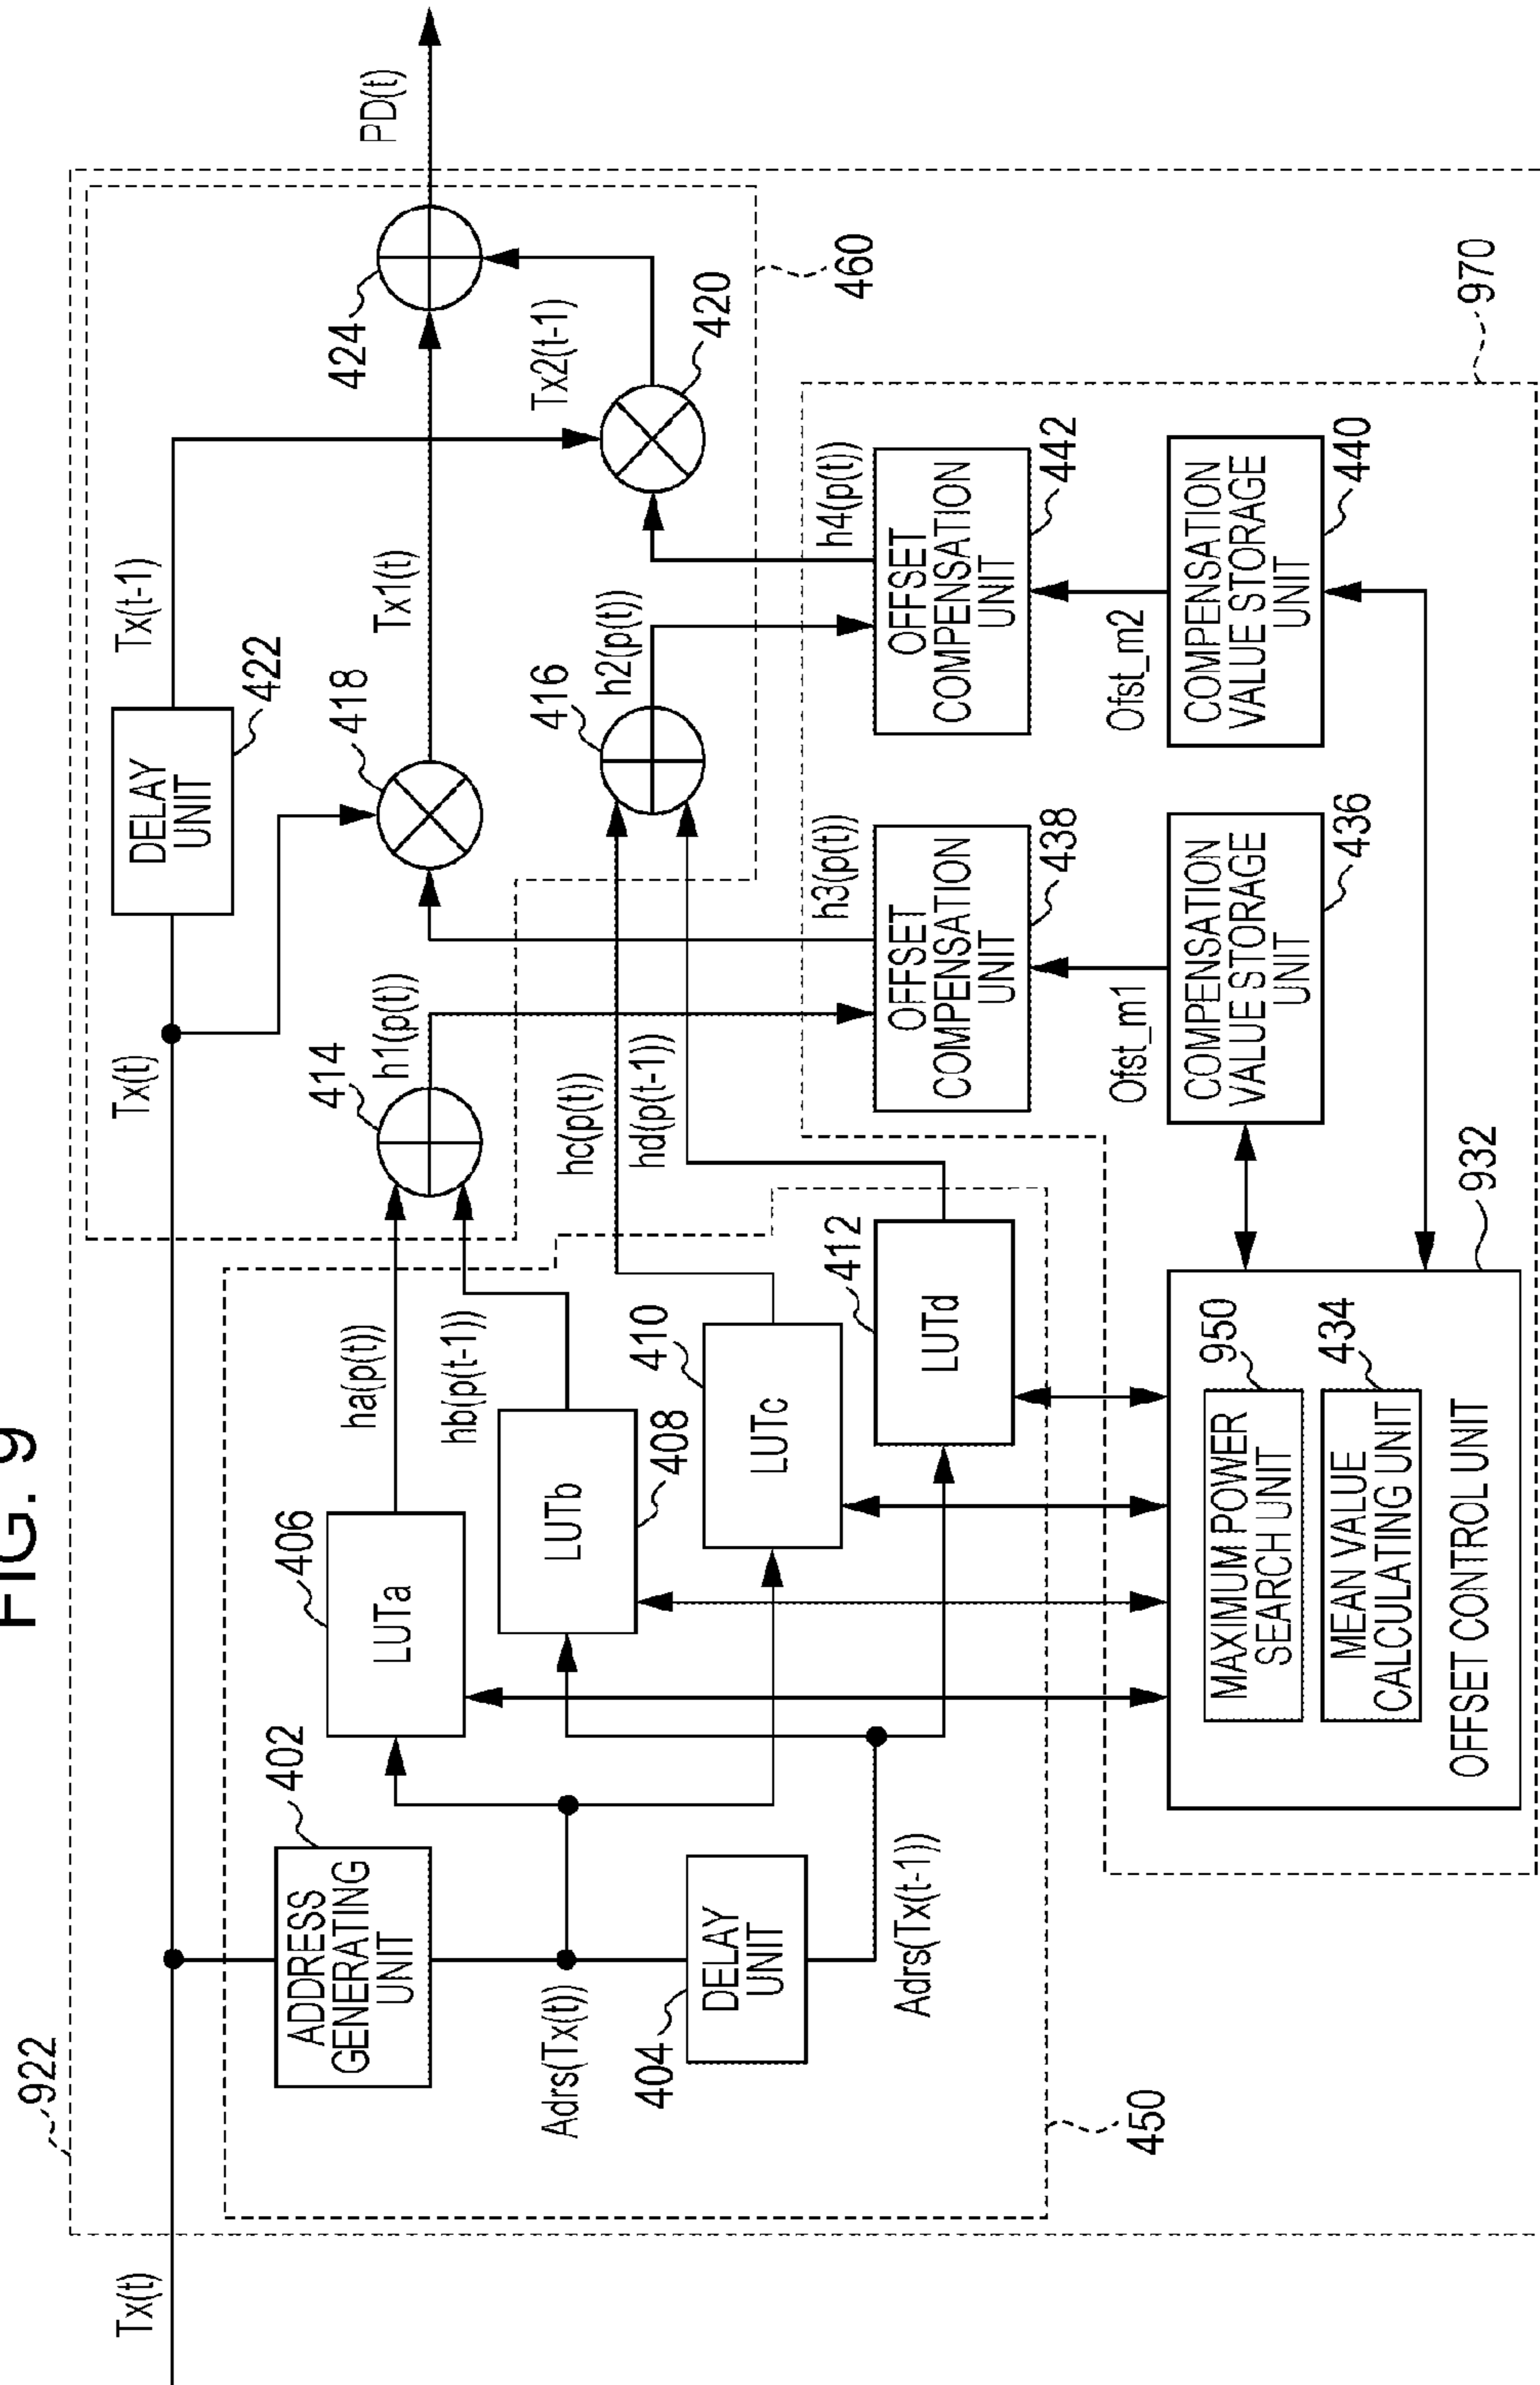 FIG. 9
922
Tx(t)
Tx(t)
DELAY
UNIT
422
Tx(t-1)
PD(t)
402
ADDRESS
GENERATING
UNIT
406
LUTa
ha(p(t))
414
h1(p(t))
418
Tx1(t)
424
Adrs(Tx(t))
LUTb
408
hb(p(t-1))
hc(p(t))
416
h2(p(t))
Tx2(t-1)
420
404
DELAY
UNIT
410
LUTc
hd(p(t-1))
460
Adrs(Tx(t-1))
412
LUTd
h3(p(t))
h4(p(t))
OFFSET
COMPENSATION
UNIT
438
OFFSET
COMPENSATION
UNIT
442
450
Ofst_m1
Ofst_m2
COMPENSATION
VALUE STORAGE
UNIT
436
COMPENSATION
VALUE STORAGE
UNIT
440
970
MAXIMUM POWER
SEARCH UNIT
950
MEAN VALUE
CALCULATING UNIT
434
OFFSET CONTROL UNIT
932